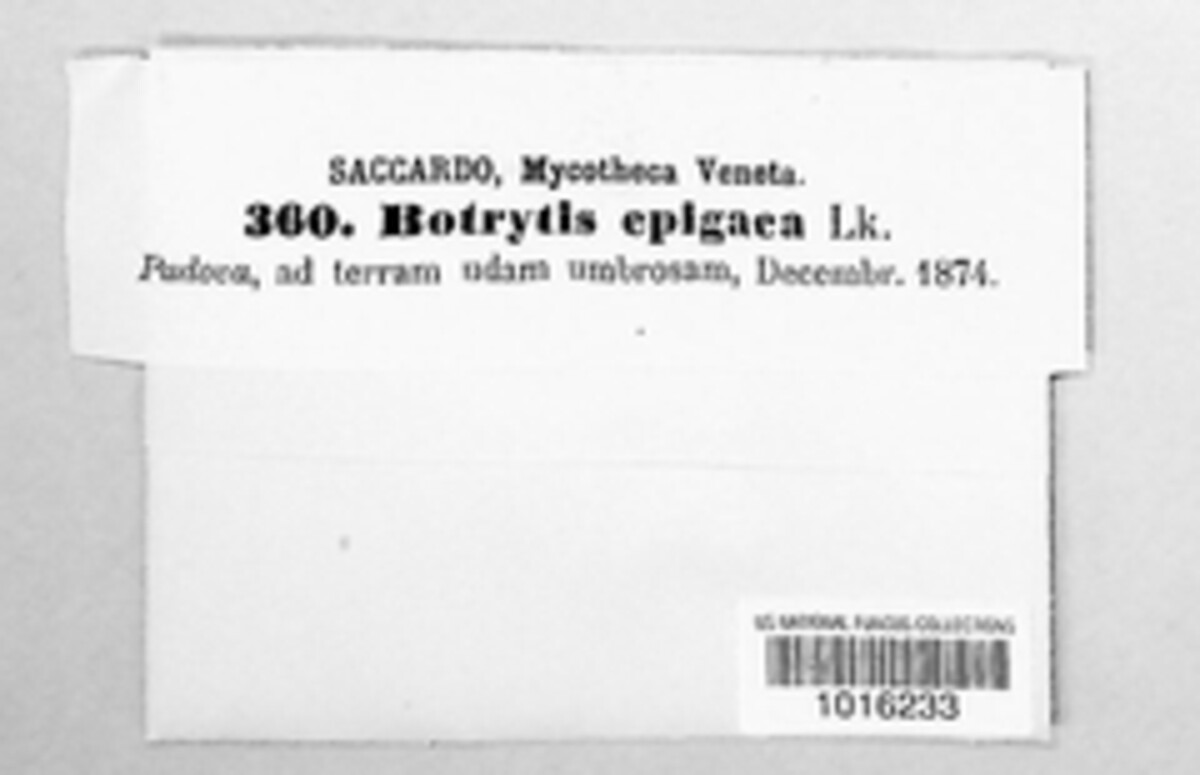 SACCARDO, Mycotheca Veneta.
360. Botrytis epigaea Lk.
Padova, ad terram udam umbrosam, Decembr. 1874.
US NATIONAL FUNGUS COLLECTIONS
1016233